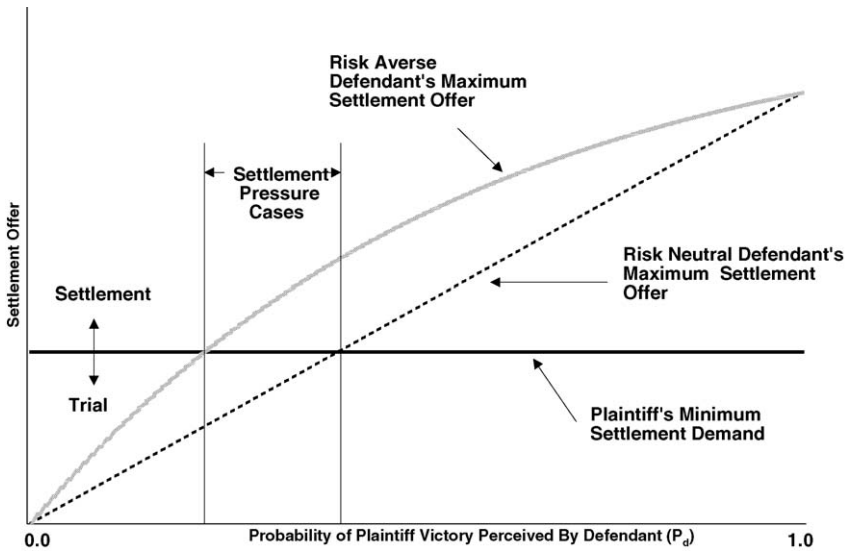 Risk Averse
Defendant's Maximum
Settlement Offer
Settlement
Pressure
Cases
Risk Neutral Defendant's
Maximum Settlement
Offer
Settlement
Trial
Plaintiff's Minimum
Settlement Demand
Settlement Offer
0.0
Probability of Plaintiff Victory Perceived By Defendant (Pd)
1.0